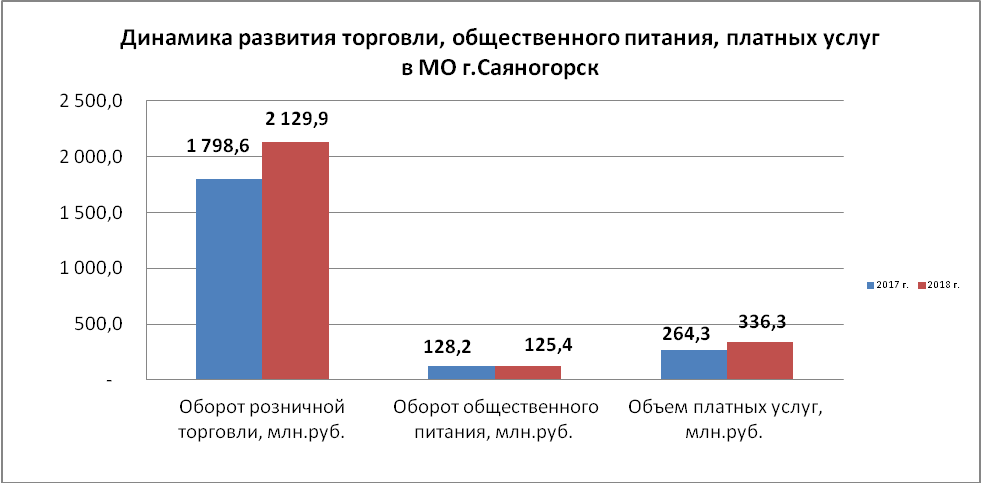 Динамика развития торговли, общественного питания, платных услуг
в МО г.Саяногорск
2 500,0
2 000,0
1 500,0
1 000,0
500,0
-
1 798,6
2 129,9
128,2
125,4
264,3
336,3
Оборот розничной
торговли, млн.руб.
Оборот общественного
питания, млн.руб.
Объем платных услуг,
млн.руб.
2017 г.
2018 г.